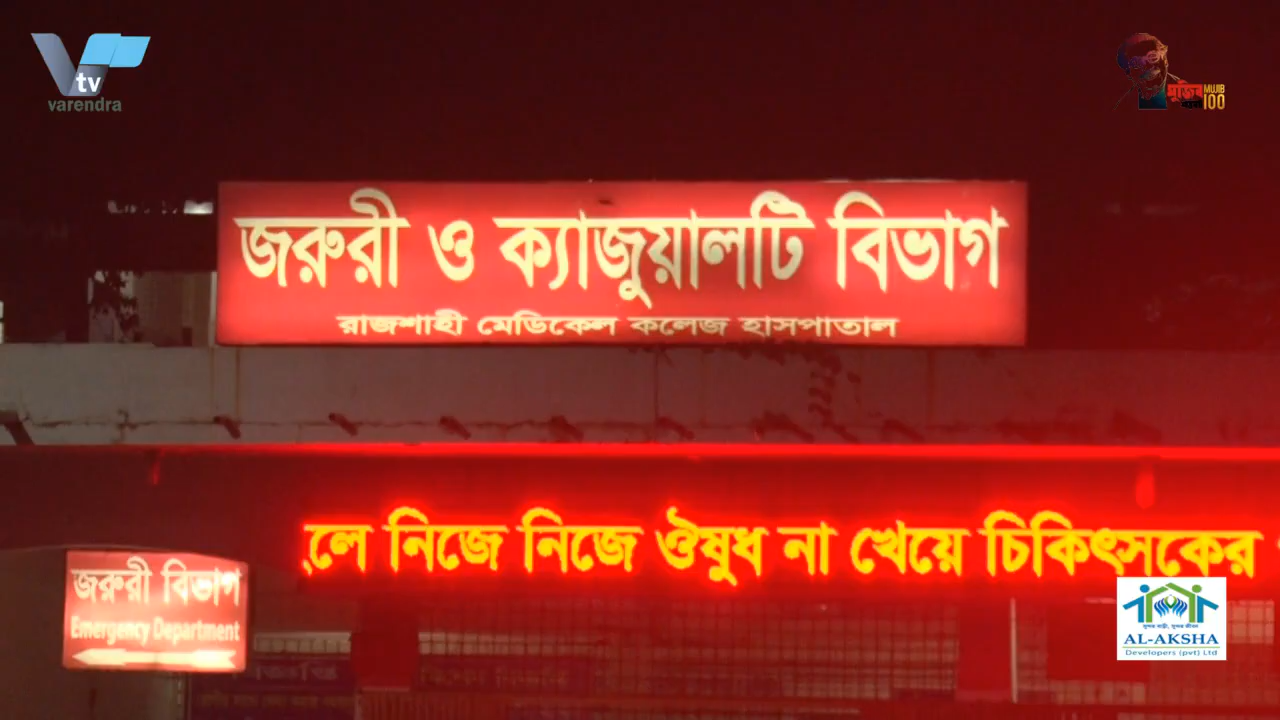 tv
varendra
মুজিব
MUJIB
100
জরুরী ও ক্যাজুয়ালটি বিভাগ
রাজশাহী মেডিকেল কলেজ হাসপাতাল
লে নিজে নিজে ঔষুধ না খেয়ে চিকিৎসকের
জরুরী বিভাগ
Emergency Department
AL-AKSHA
Developers (pvt) Ltd